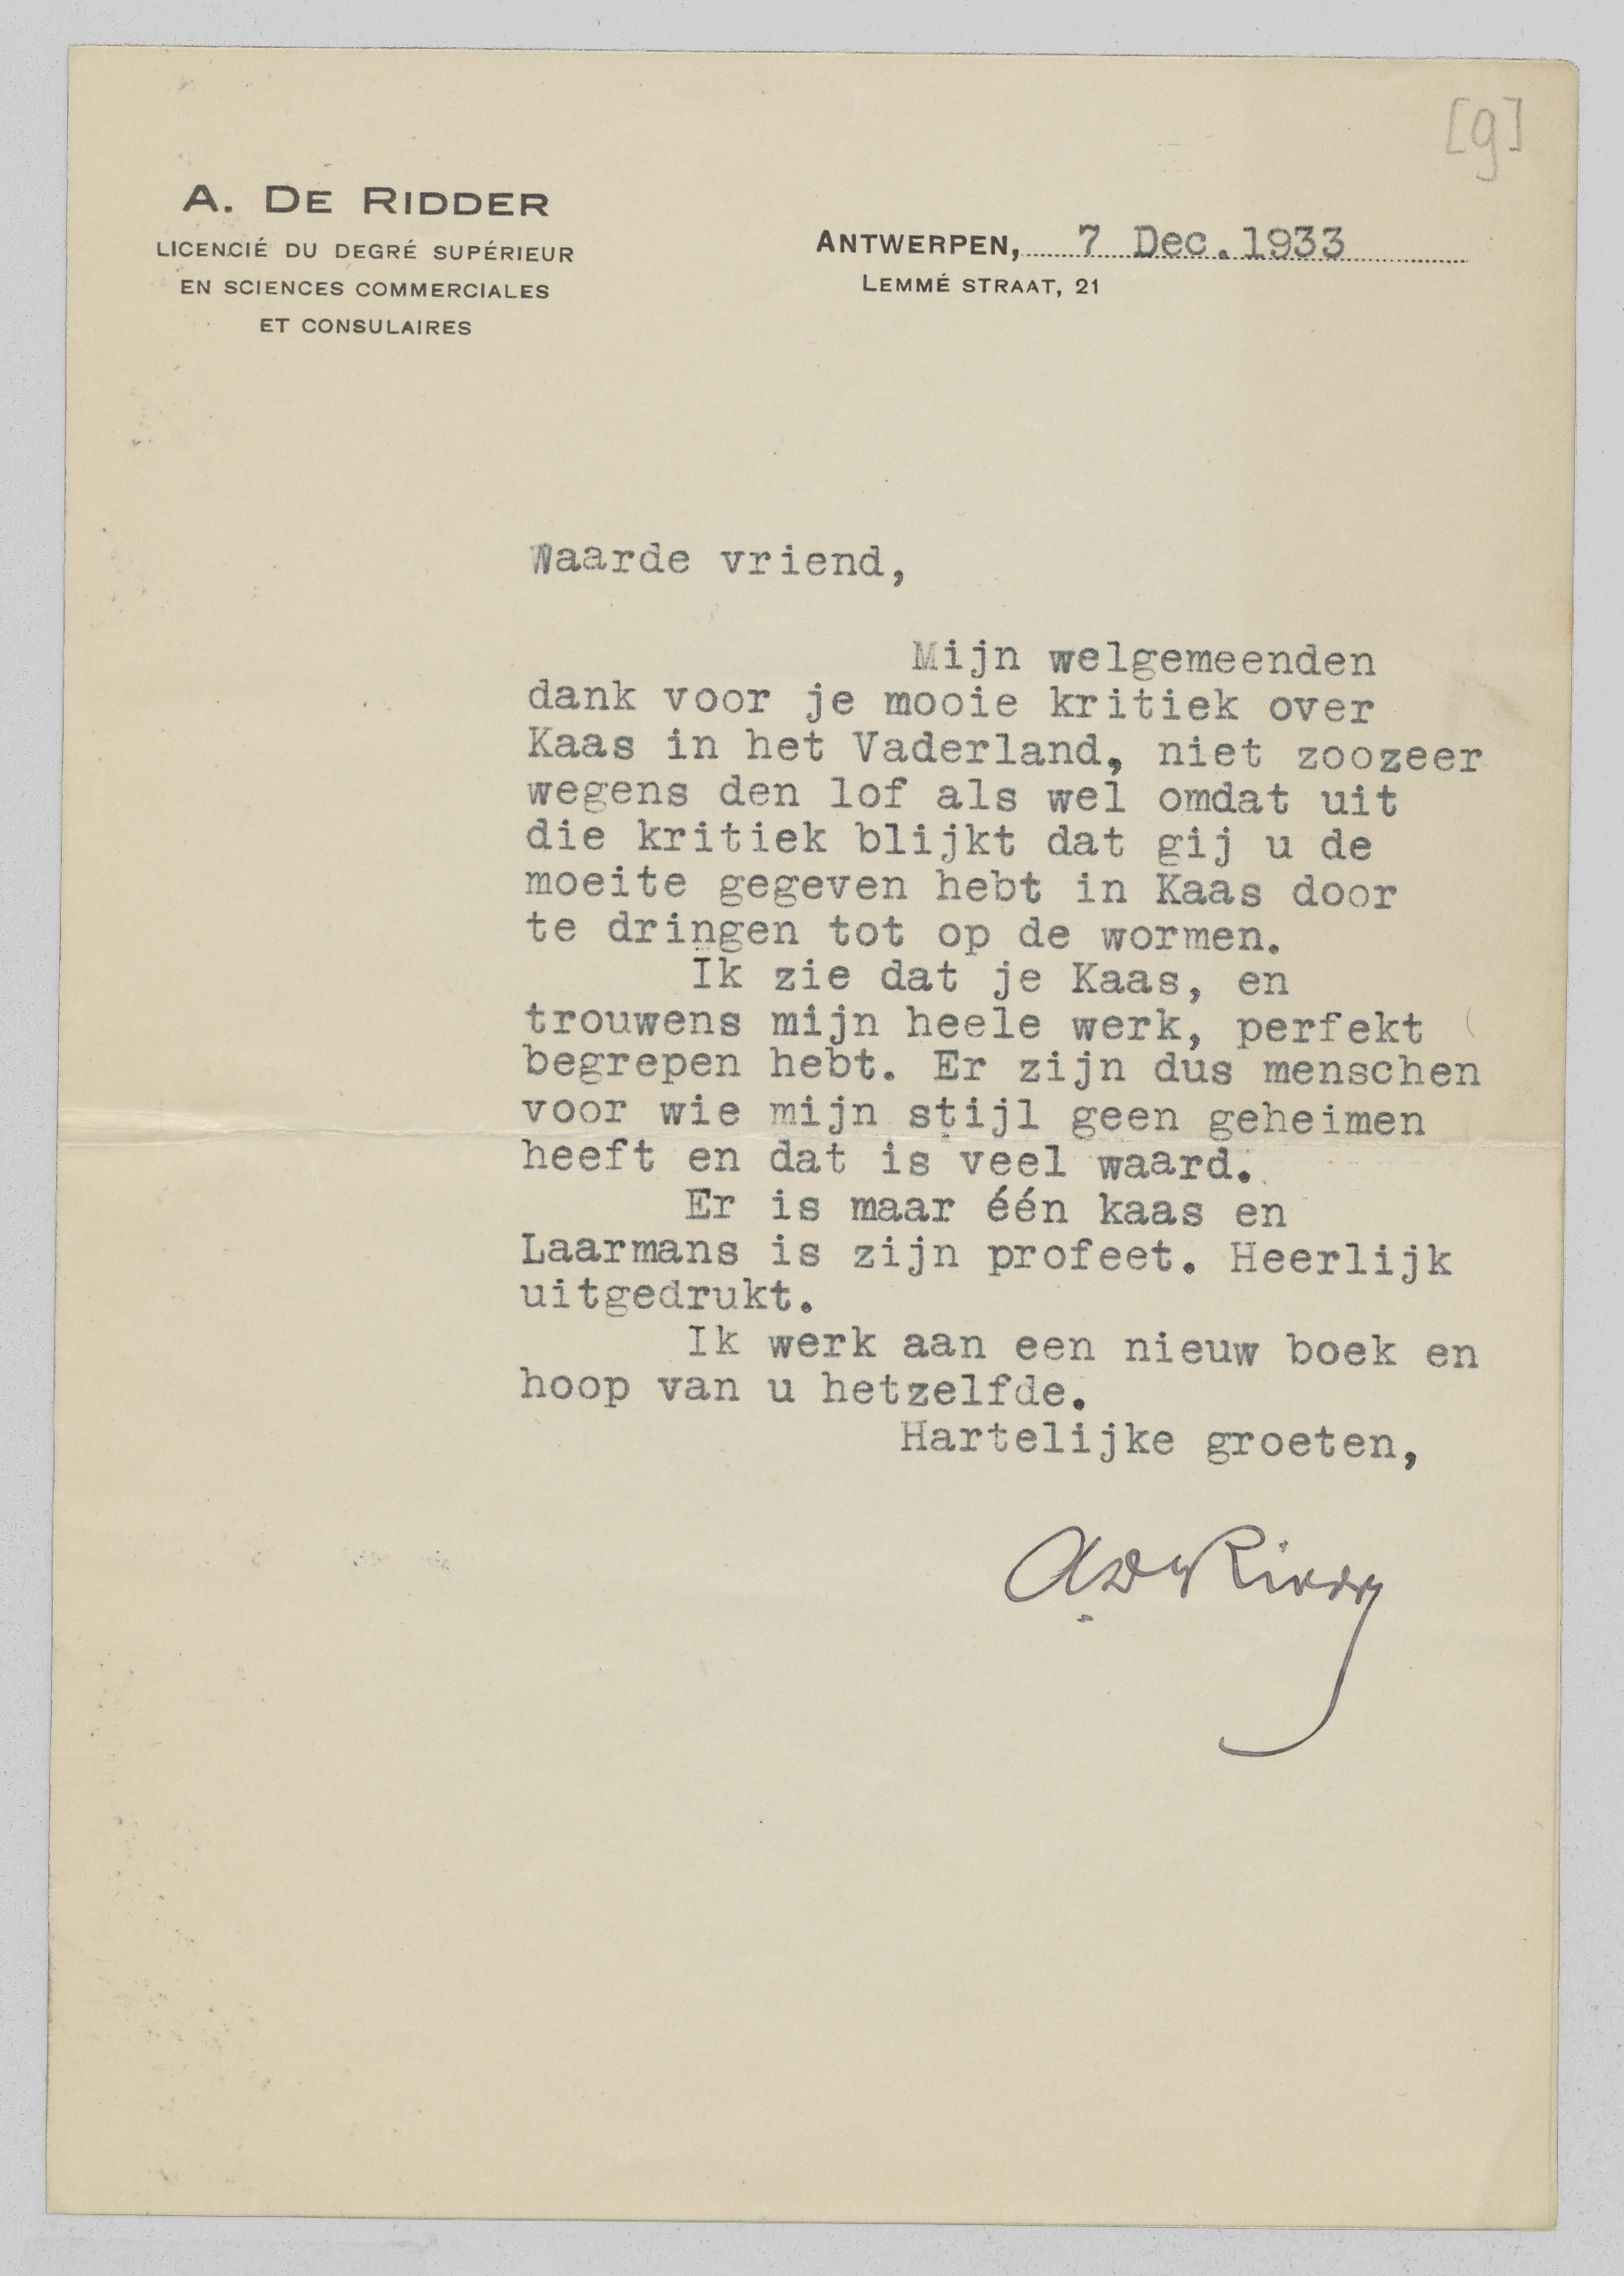 [9]
A. DE RIDDER
LICENCIÉ DU DEGRÉ SUPÉRIEUR
EN SCIENCES COMMERCIALES
ET CONSULAIRES
ANTWERPEN, 7 Dec. 1933
LEMMÉ STRAAT, 21
Waarde vriend,
Mijn welgemeenden
dank voor je mooie kritiek over
Kaas in het Vaderland, niet zoozeer
wegens den lof als wel omdat uit
die kritiek blijkt dat gij u de
moeite gegeven hebt in Kaas door
te dringen tot op de wormen.
Ik zie dat je Kaas, en
trouwens mijn heele werk, perfekt
begrepen hebt. Er zijn dus menschen
voor wie mijn stijl geen geheimen
heeft en dat is veel waard.
Er is maar één kaas en
Laarmans is zijn profeet. Heerlijk
uitgedrukt.
Ik werk aan een nieuw boek en
hoop van u hetzelfde.
Hartelijke groeten,
A De Ridder